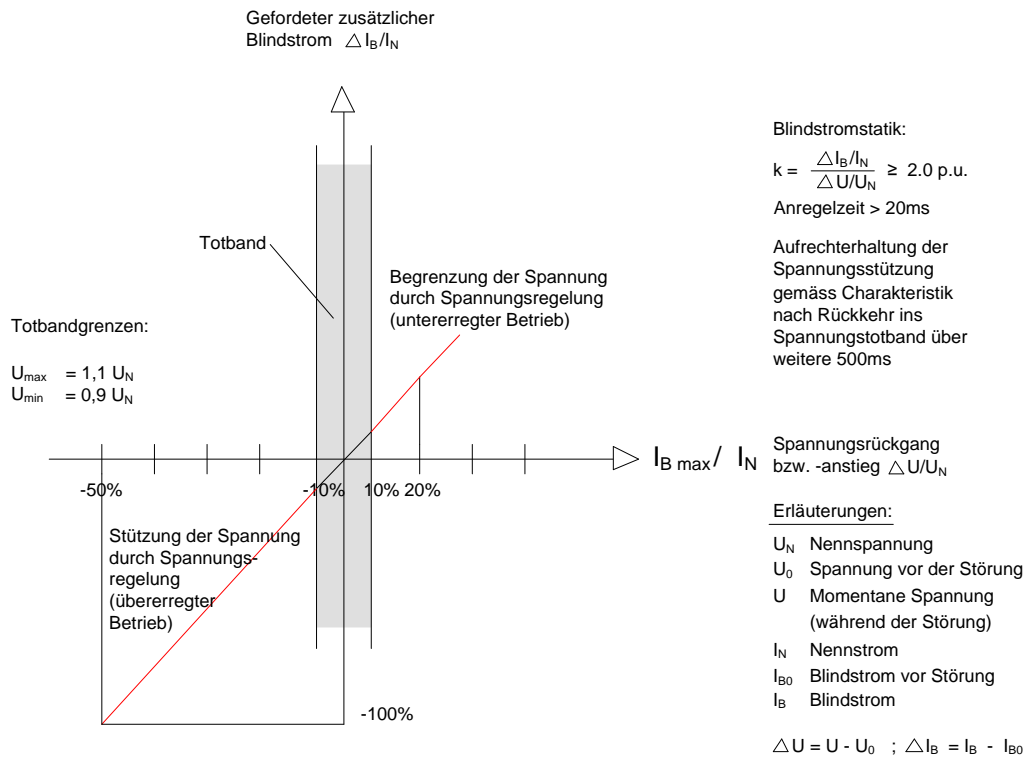 Gefordeter zusätzlicher
Blindstrom △ I_B/I_N
Blindstromstatik:
k = △I_B/I_N
△U/U_N
≥ 2.0 p.u.
Anregelzeit > 20ms
Totband
Aufrechterhaltung der
Spannungsstützung
gemäss Charakteristik
nach Rückkehr ins
Spannungstotband über
weitere 500ms
Begrenzung der Spannung
durch Spannungsregelung
(untererregter Betrieb)
Totbandgrenzen:
U_max = 1,1 U_N
U_min = 0,9 U_N
I_B max / I_N
Spannungsrückgang
bzw. -anstieg △U/U_N
-50%
-10%
10%
20%
Stützung der Spannung
durch Spannungs-
regelung
(übererregter
Betrieb)
-100%
Erläuterungen:
U_N Nennspannung
U_0 Spannung vor der Störung
U Momentane Spannung
(während der Störung)
I_N Nennstrom
I_B0 Blindstrom vor Störung
I_B Blindstrom
△U = U - U_0 ; △I_B = I_B - I_B0